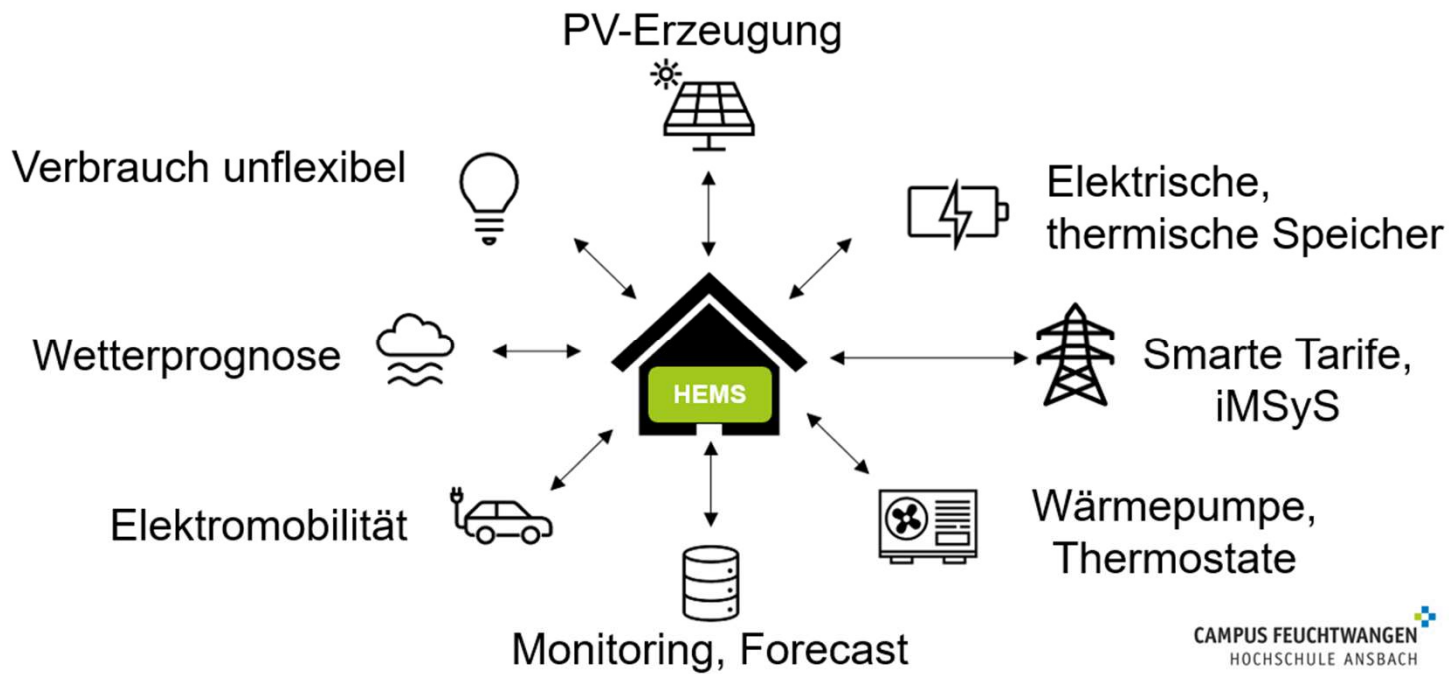 PV-Erzeugung
Verbrauch unflexibel
Elektrische,
thermische Speicher
Wetterprognose
HEMS
Smarte Tarife,
iMSyS
Elektromobilität
Wärmepumpe,
Thermostate
Monitoring, Forecast
CAMPUS FEUCHTWANGEN
HOCHSCHULE ANSBACH